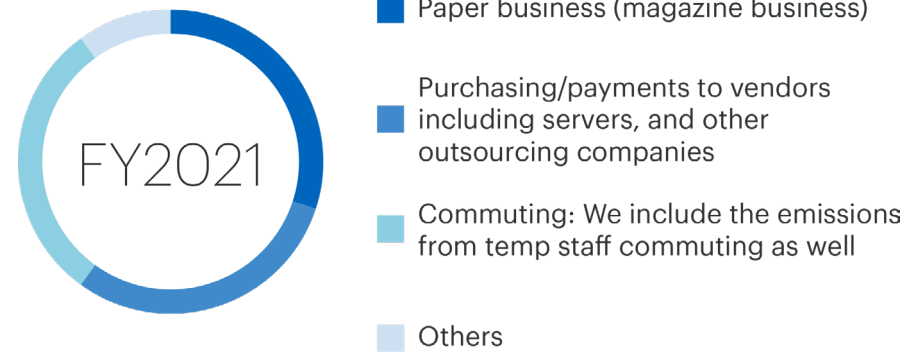 Paper business (magazine business)
FY2021
Purchasing/payments to vendors
including servers, and other
outsourcing companies
Commuting: We include the emissions
from temp staff commuting as well
Others